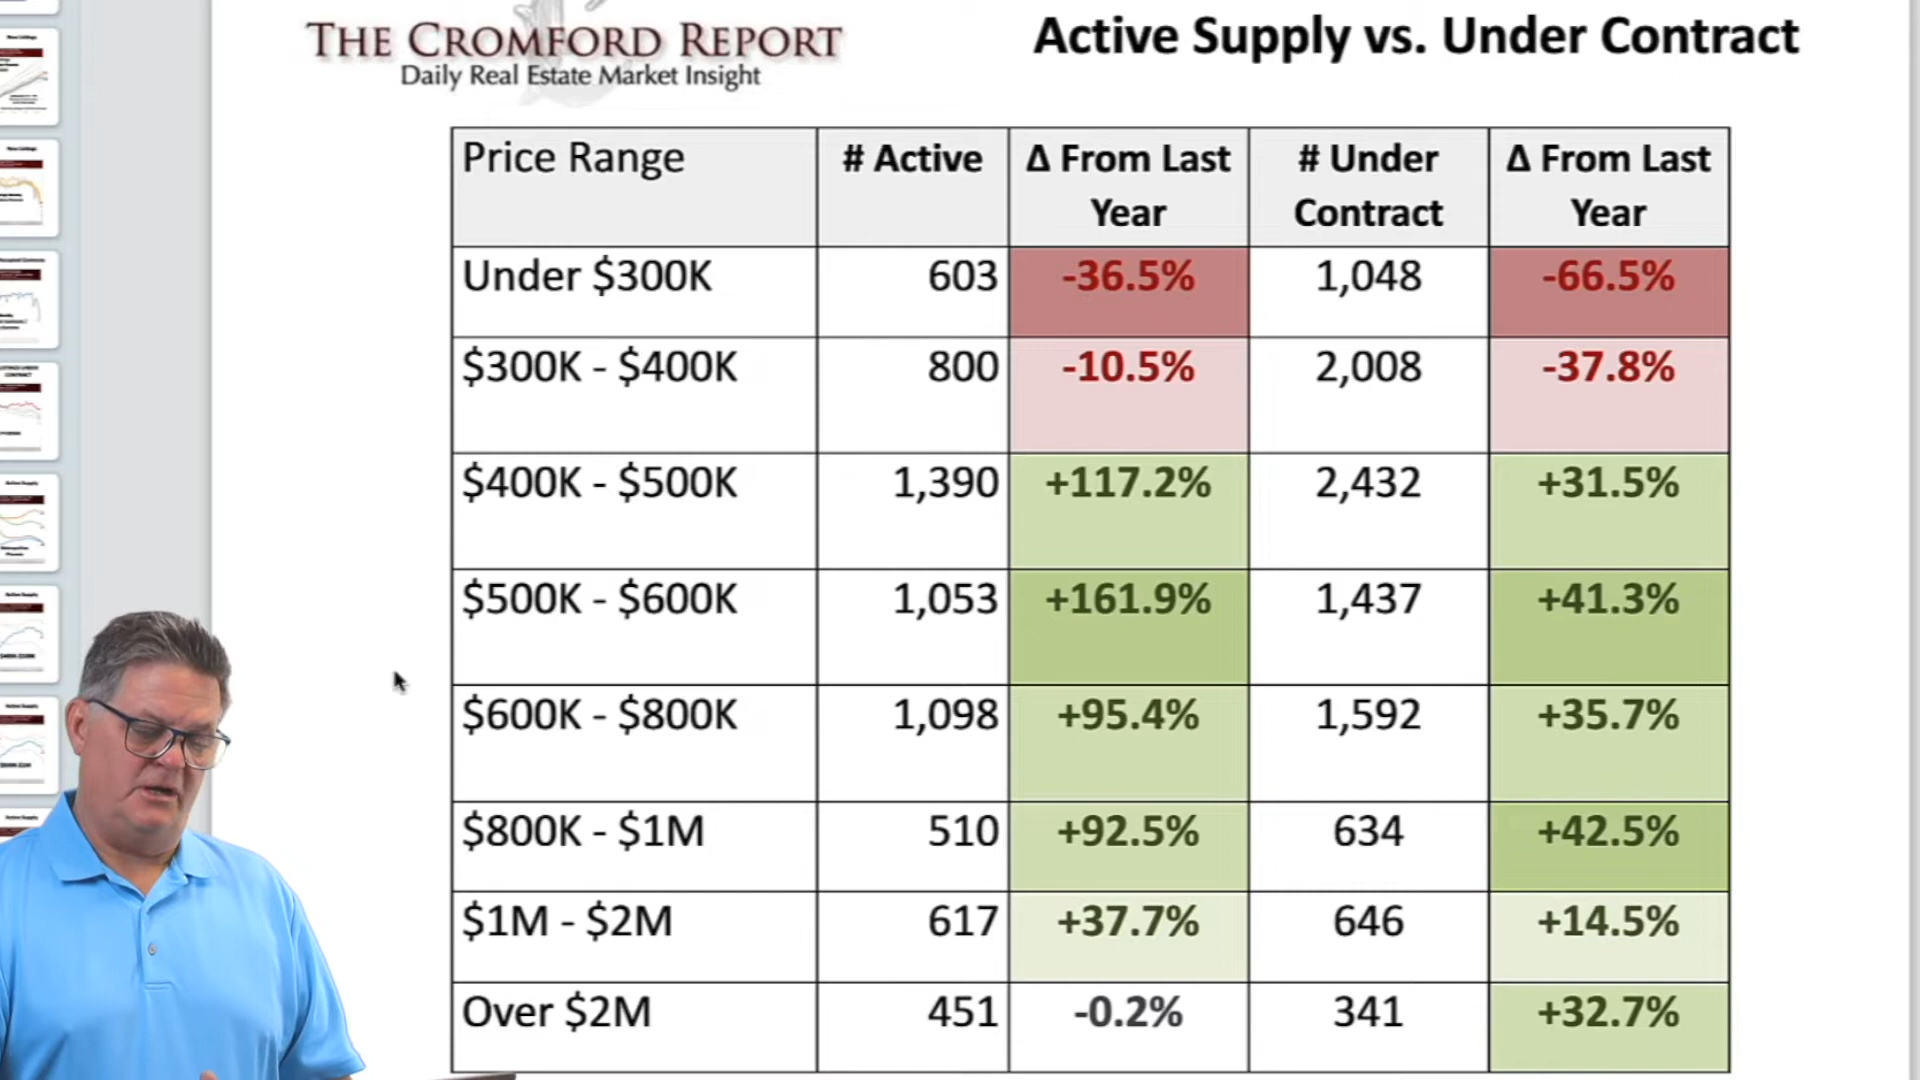 THE CROMFORD REPORT
Daily Real Estate Market Insight
Active Supply vs. Under Contract
Price Range # Active Δ From Last Year # Under Contract Δ From Last Year
Under $300K 603 -36.5% 1,048 -66.5%
$300K - $400K 800 -10.5% 2,008 -37.8%
$400K - $500K 1,390 +117.2% 2,432 +31.5%
$500K - $600K 1,053 +161.9% 1,437 +41.3%
$600K - $800K 1,098 +95.4% 1,592 +35.7%
$800K - $1M 510 +92.5% 634 +42.5%
$1M - $2M 617 +37.7% 646 +14.5%
Over $2M 451 -0.2% 341 +32.7%